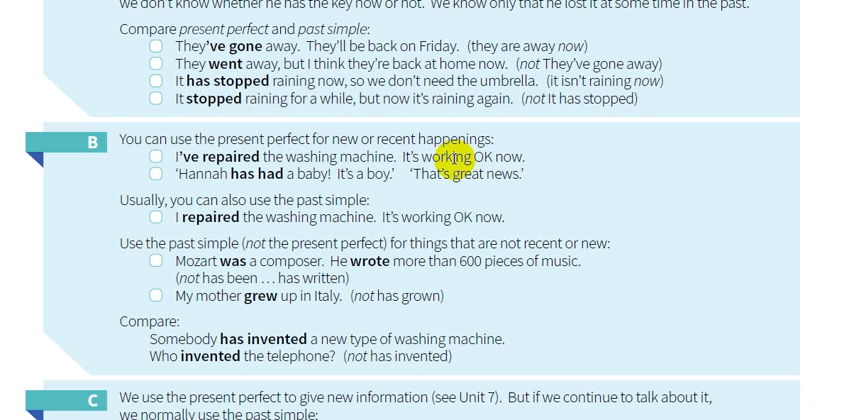 we don't know whether he has the key now or not. We know only that he lost it at some time in the past.
Compare present perfect and past simple:
They've gone away. They'll be back on Friday. (they are away now)
They went away, but I think they're back at home now. (not They've gone away)
It has stopped raining now, so we don't need the umbrella. (it isn't raining now)
It stopped raining for a while, but now it's raining again. (not It has stopped)
B You can use the present perfect for new or recent happenings:
I've repaired the washing machine. It's working OK now.
‘Hannah has had a baby! It's a boy.’ ‘That's great news.’
Usually, you can also use the past simple:
I repaired the washing machine. It's working OK now.
Use the past simple (not the present perfect) for things that are not recent or new:
Mozart was a composer. He wrote more than 600 pieces of music.
(not has been … has written)
My mother grew up in Italy. (not has grown)
Compare:
Somebody has invented a new type of washing machine.
Who invented the telephone? (not has invented)
C We use the present perfect to give new information (see Unit 7). But if we continue to talk about it,
we normally use the past simple: